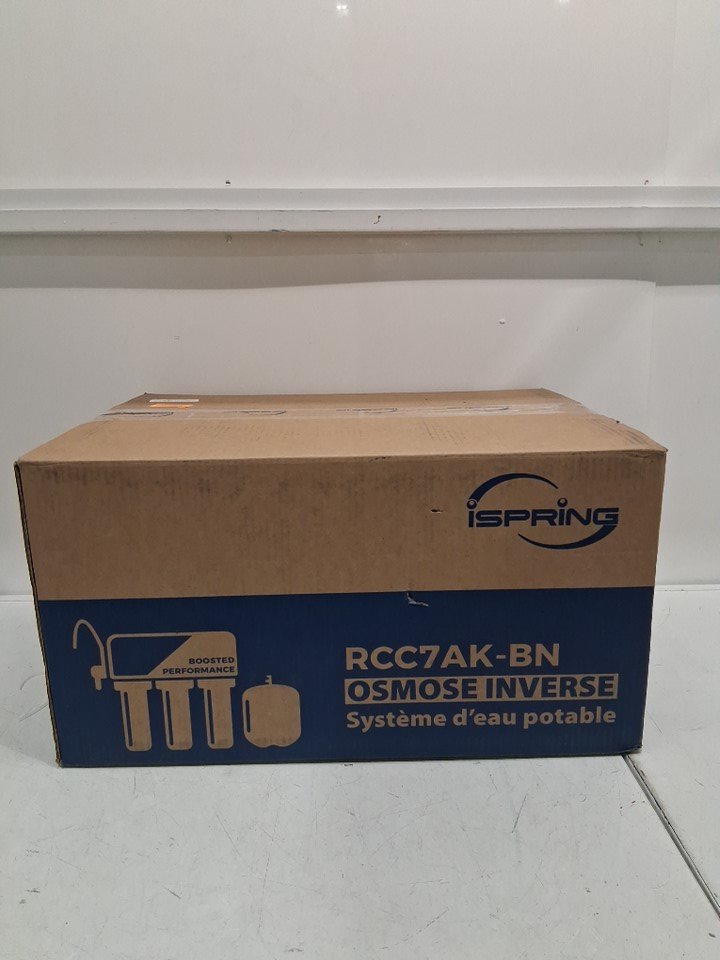 iSPRING
BOOSTED
PERFORMANCE
RCC7AK-BN
OSMOSE INVERSE
Système d'eau potable